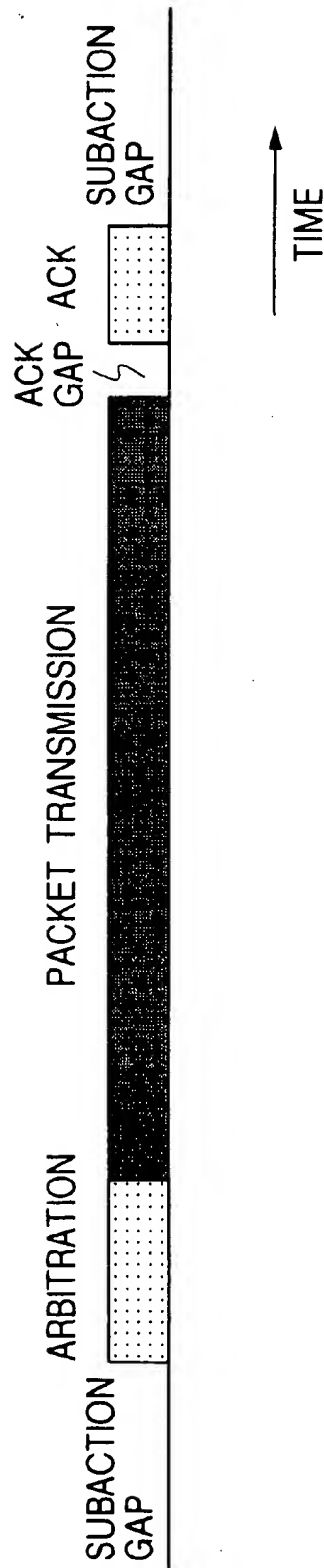 SUBACTION
GAP
ARBITRATION
PACKET TRANSMISSION
ACK
GAP
ACK
SUBACTION
GAP
TIME